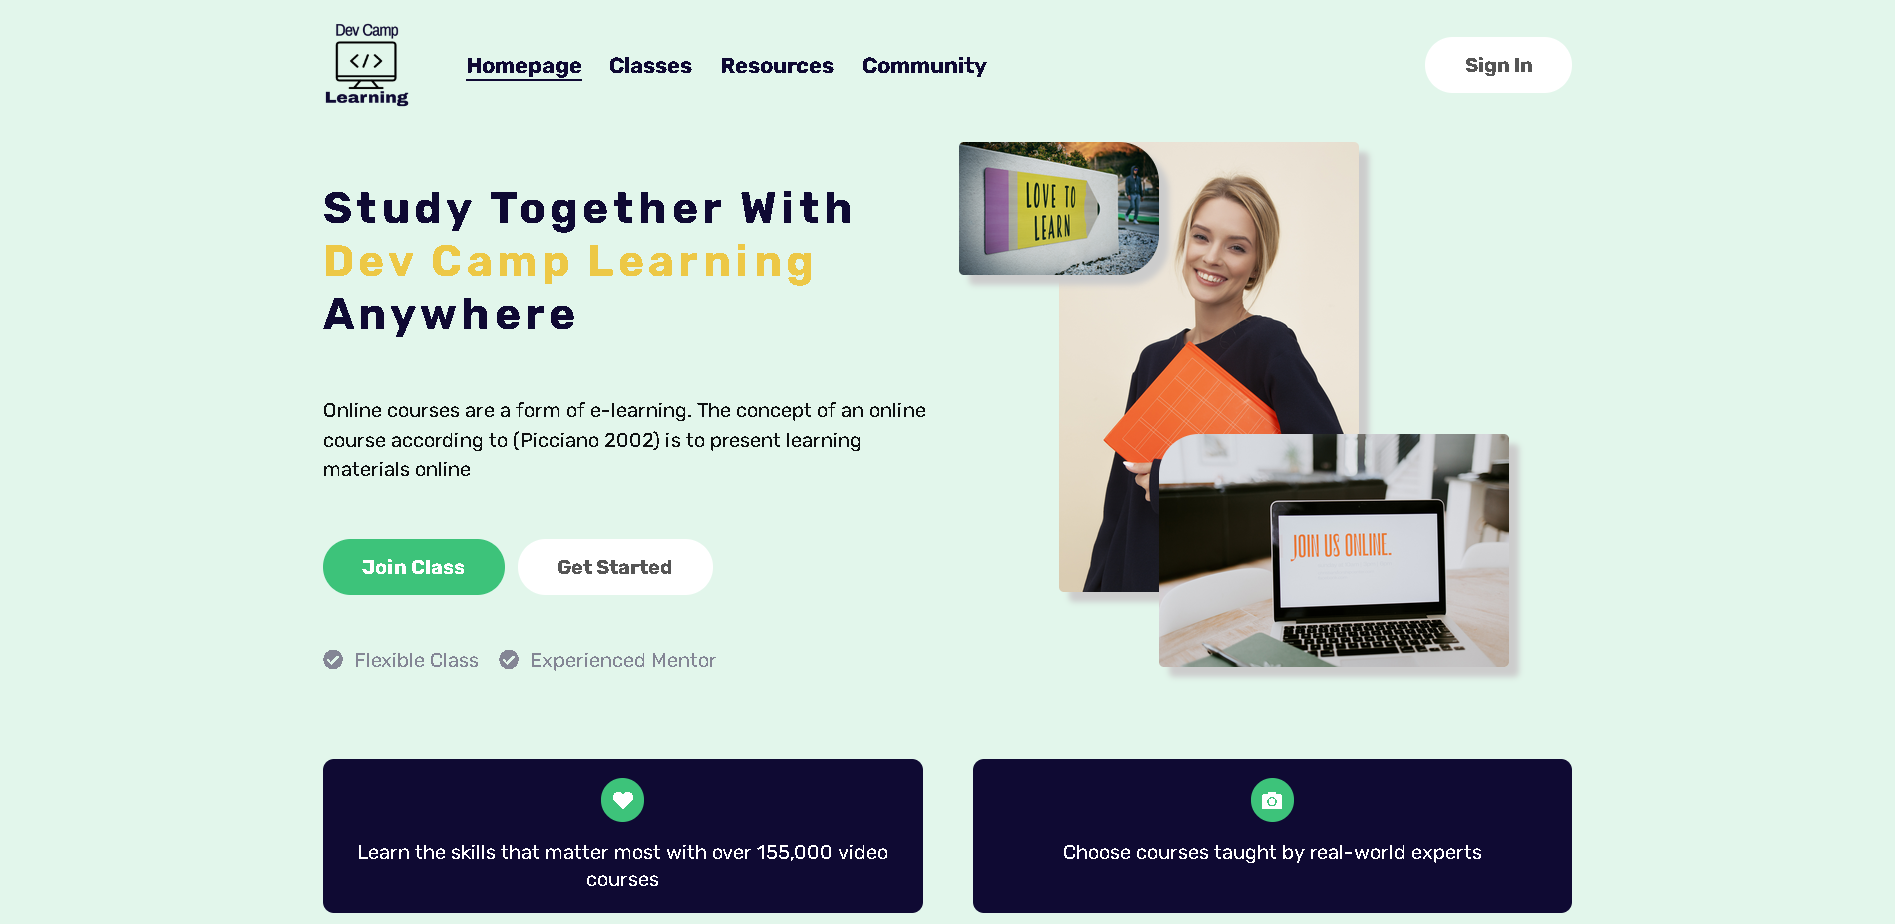 Dev Camp
</>
Learning
Homepage Classes Resources Community
Sign In
Study Together With
Dev Camp Learning
Anywhere
Online courses are a form of e-learning. The concept of an online
course according to (Picciano 2002) is to present learning
materials online
Join Class Get Started
Flexible Class Experienced Mentor
LOVE TO
LEARN
JOIN US ONLINE.
Learn the skills that matter most with over 155,000 video
courses
Choose courses taught by real-world experts